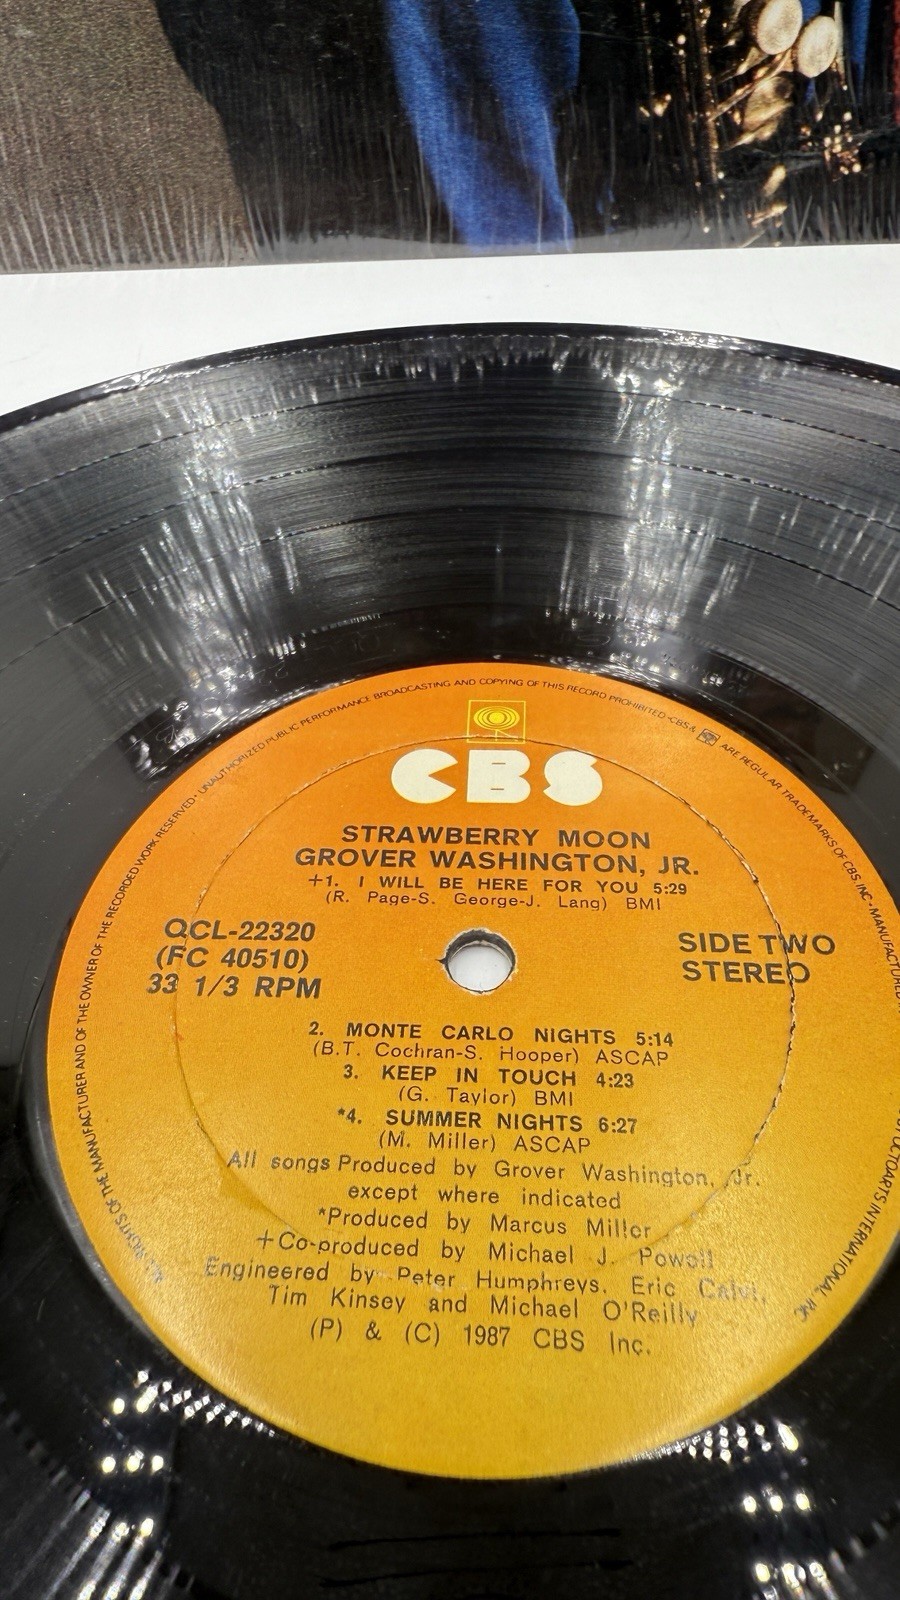 ALL RIGHTS OF THE MANUFACTURER AND OF THE OWNER OF THE RECORDED WORK RESERVED • UNAUTHORIZED PUBLIC PERFORMANCE BROADCASTING AND COPYING OF THIS RECORD PROHIBITED • CBS & ARE REGULAR TRADEMARKS OF CBS, INC • MANUFACTURED
OCTOARTS INTERNATIONAL, INC
CBS
STRAWBERRY MOON
GROVER WASHINGTON, JR.
+1. I WILL BE HERE FOR YOU 5:29
(R. Page-S. George-J. Lang) BMI
QCL-22320
(FC 40510)
33 1/3 RPM
SIDE TWO
STEREO
2. MONTE CARLO NIGHTS 5:14
(B.T. Cochran-S. Hooper) ASCAP
3. KEEP IN TOUCH 4:23
(G. Taylor) BMI
*4. SUMMER NIGHTS 6:27
(M. Miller) ASCAP
All songs Produced by Grover Washington, Jr.
except where indicated
*Produced by Marcus Miller
+Co-produced by Michael J. Powell
Engineered by Peter Humphreys, Eric Calvi,
Tim Kinsey and Michael O'Reilly
(P) & (C) 1987 CBS Inc.